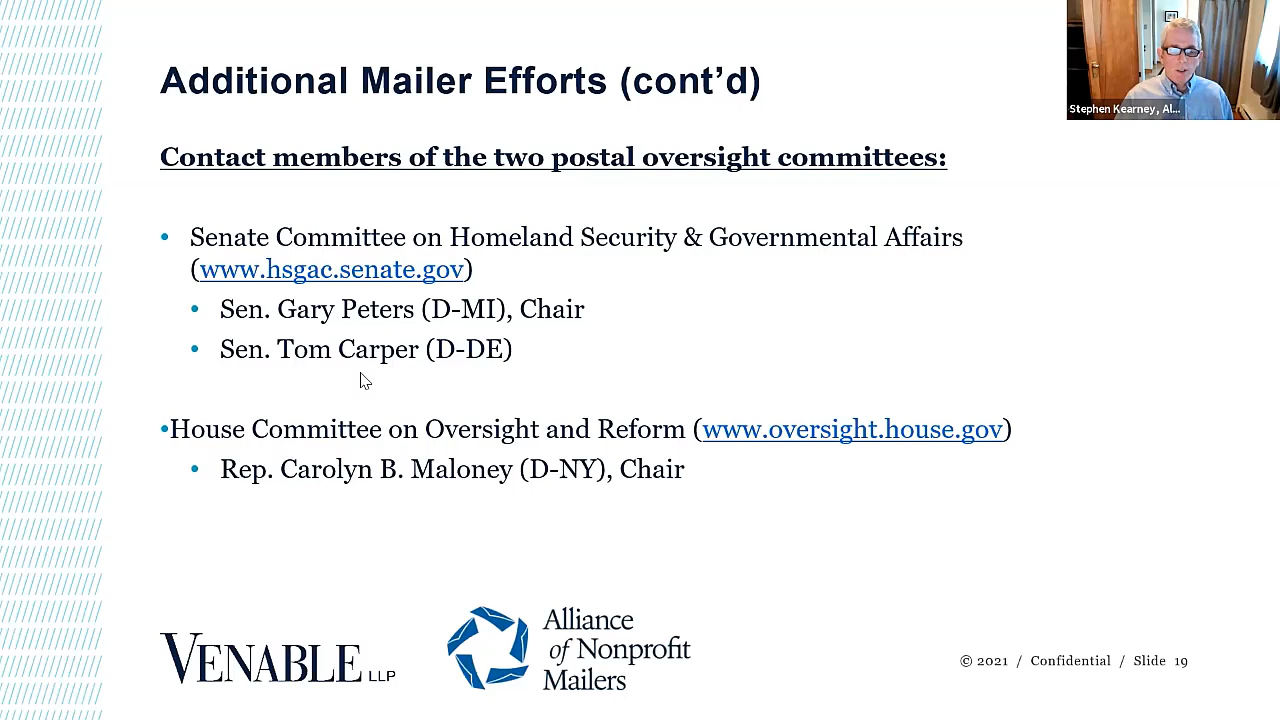 Additional Mailer Efforts (cont’d)
Stephen Kearney, Al...
Contact members of the two postal oversight committees:
• Senate Committee on Homeland Security & Governmental Affairs
(www.hsgac.senate.gov)
• Sen. Gary Peters (D-MI), Chair
• Sen. Tom Carper (D-DE)
•House Committee on Oversight and Reform (www.oversight.house.gov)
• Rep. Carolyn B. Maloney (D-NY), Chair
VENABLE LLP
Alliance
of Nonprofit
Mailers
© 2021 / Confidential / Slide 19